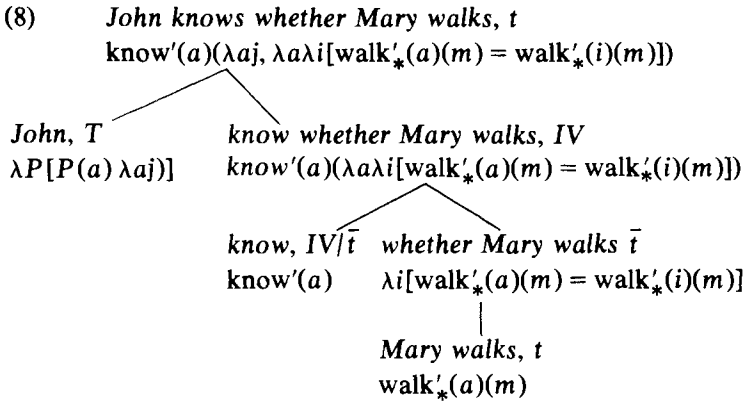 (8) John knows whether Mary walks, t
know′(a)(λaj, λaλi[walk′₊(a)(m) = walk′₊(i)(m)])
John, T know whether Mary walks, IV
λP[P(a) λaj)] know′(a)(λaλi[walk′₊(a)(m) = walk′₊(i)(m)])
know, IV/t̄ whether Mary walks t̄
know′(a) λi[walk′₊(a)(m) = walk′₊(i)(m)]
Mary walks, t
walk′₊(a)(m)